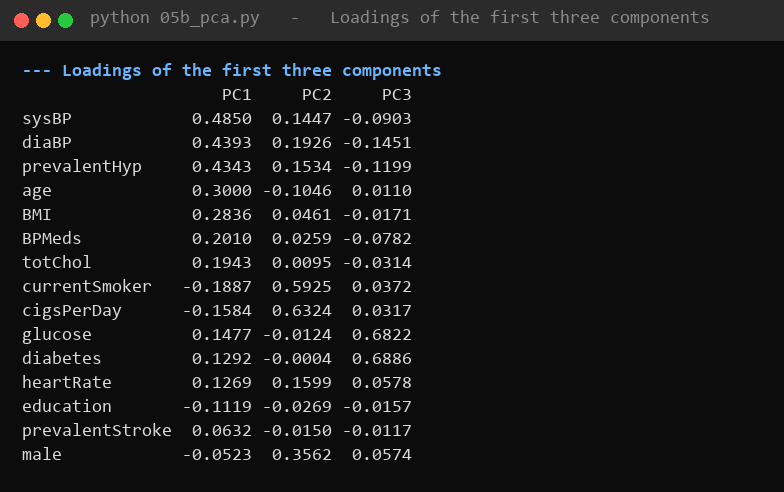 python 05b_pca.py   -   Loadings of the first three components
--- Loadings of the first three components
                    PC1     PC2     PC3
sysBP            0.4850  0.1447 -0.0903
diaBP            0.4393  0.1926 -0.1451
prevalentHyp     0.4343  0.1534 -0.1199
age              0.3000 -0.1046  0.0110
BMI              0.2836  0.0461 -0.0171
BPMeds           0.2010  0.0259 -0.0782
totChol          0.1943  0.0095 -0.0314
currentSmoker   -0.1887  0.5925  0.0372
cigsPerDay      -0.1584  0.6324  0.0317
glucose          0.1477 -0.0124  0.6822
diabetes         0.1292 -0.0004  0.6886
heartRate        0.1269  0.1599  0.0578
education       -0.1119 -0.0269 -0.0157
prevalentStroke  0.0632 -0.0150 -0.0117
male            -0.0523  0.3562  0.0574